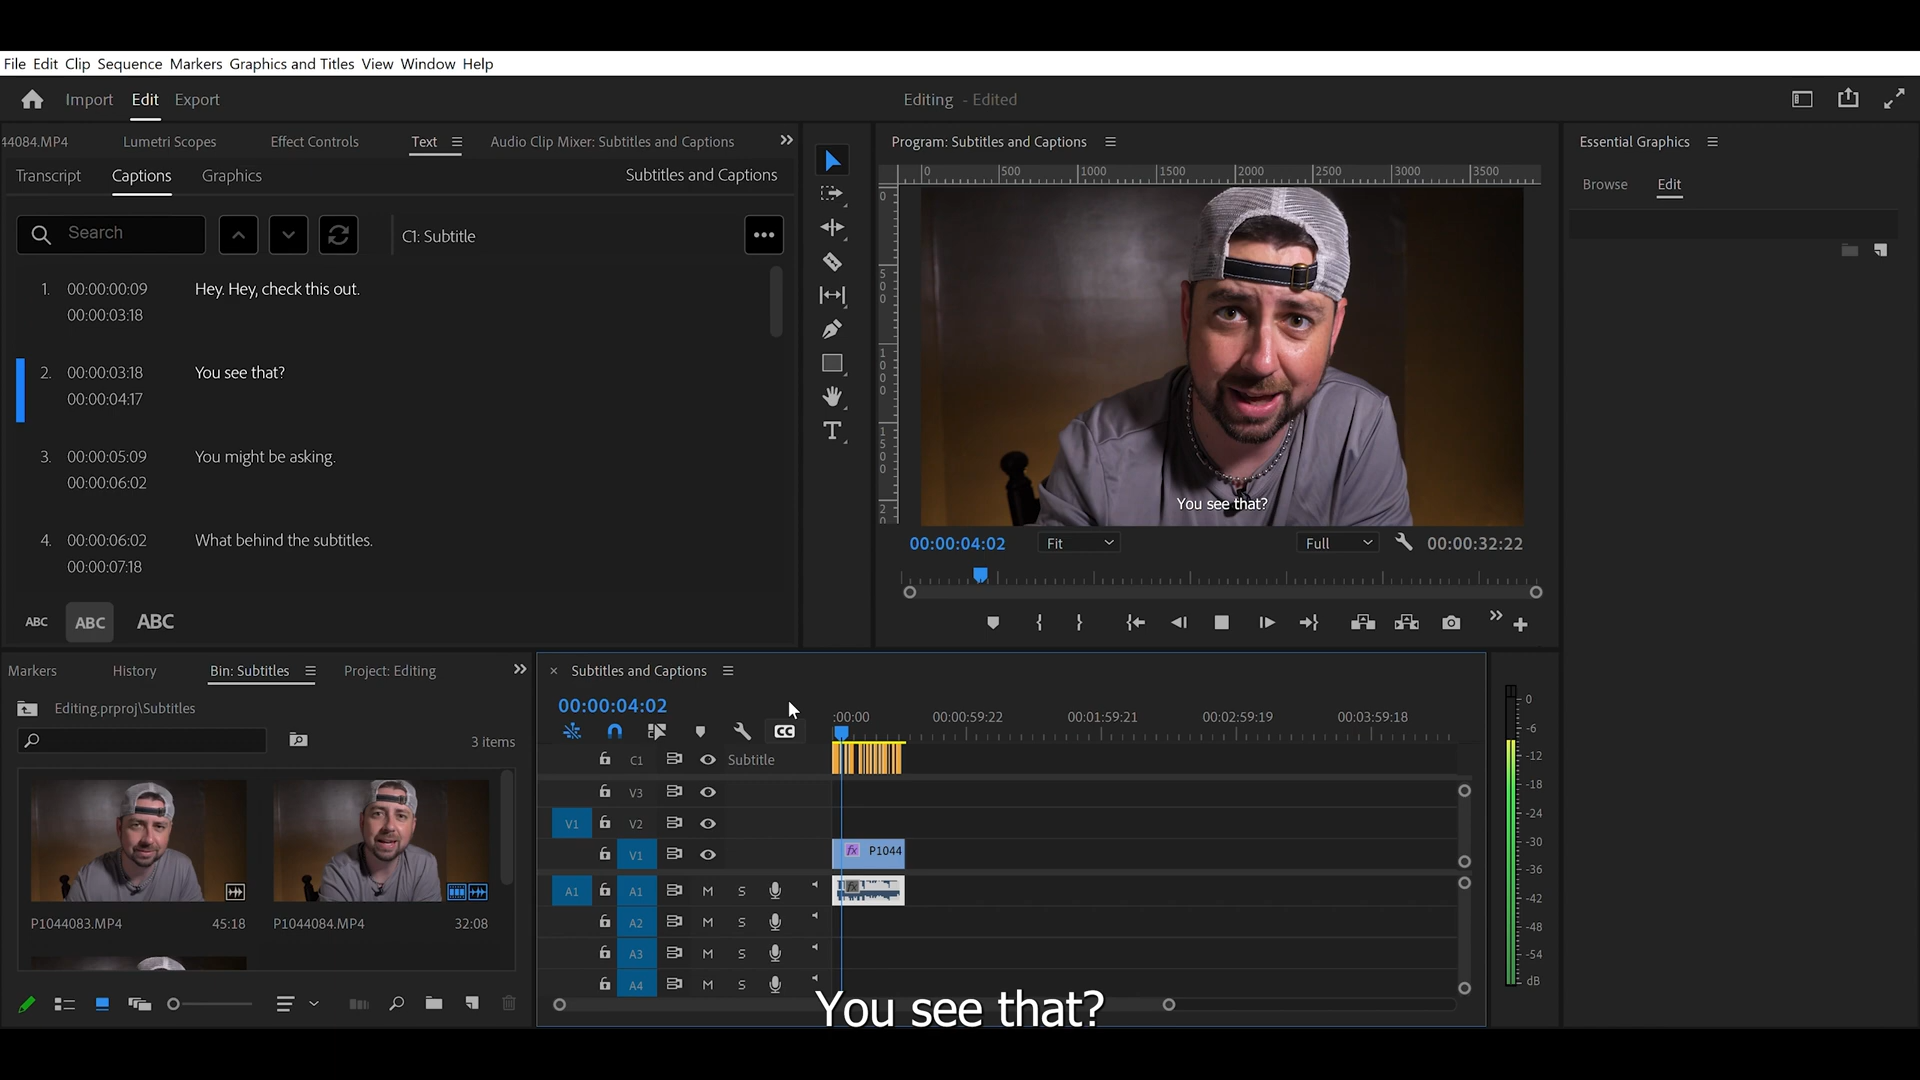 File Edit Clip Sequence Markers Graphics and Titles View Window Help
Import Edit Export
Editing - Edited
44084.MP4 Lumetri Scopes Effect Controls Text Audio Clip Mixer: Subtitles and Captions
Transcript Captions Graphics Subtitles and Captions
Search
C1: Subtitle
1. 00:00:00:09 Hey. Hey, check this out.
00:00:03:18
2. 00:00:03:18 You see that?
00:00:04:17
3. 00:00:05:09 You might be asking.
00:00:06:02
4. 00:00:06:02 What behind the subtitles.
00:00:07:18
ABC ABC ABC
Program: Subtitles and Captions
0 500 1000 1500 2000 2500 3000 3500
0
500
1000
1500
20
You see that?
00:00:04:02 Fit Full 00:00:32:22
Essential Graphics
Browse Edit
Markers History Bin: Subtitles Project: Editing
Editing.prproj\Subtitles
3 items
P1044083.MP4 45:18 P1044084.MP4 32:08
× Subtitles and Captions
00:00:04:02
CC
:00:00 00:00:59:22 00:01:59:21 00:02:59:19 00:03:59:18
C1 Subtitle
V3
V1 V2
V1 fx P1044
A1 A1 M S fx
A2 M S
A3 M S
A4 M S
0
-6
-12
-18
-24
-30
-36
-42
-48
-54
dB
You see that?